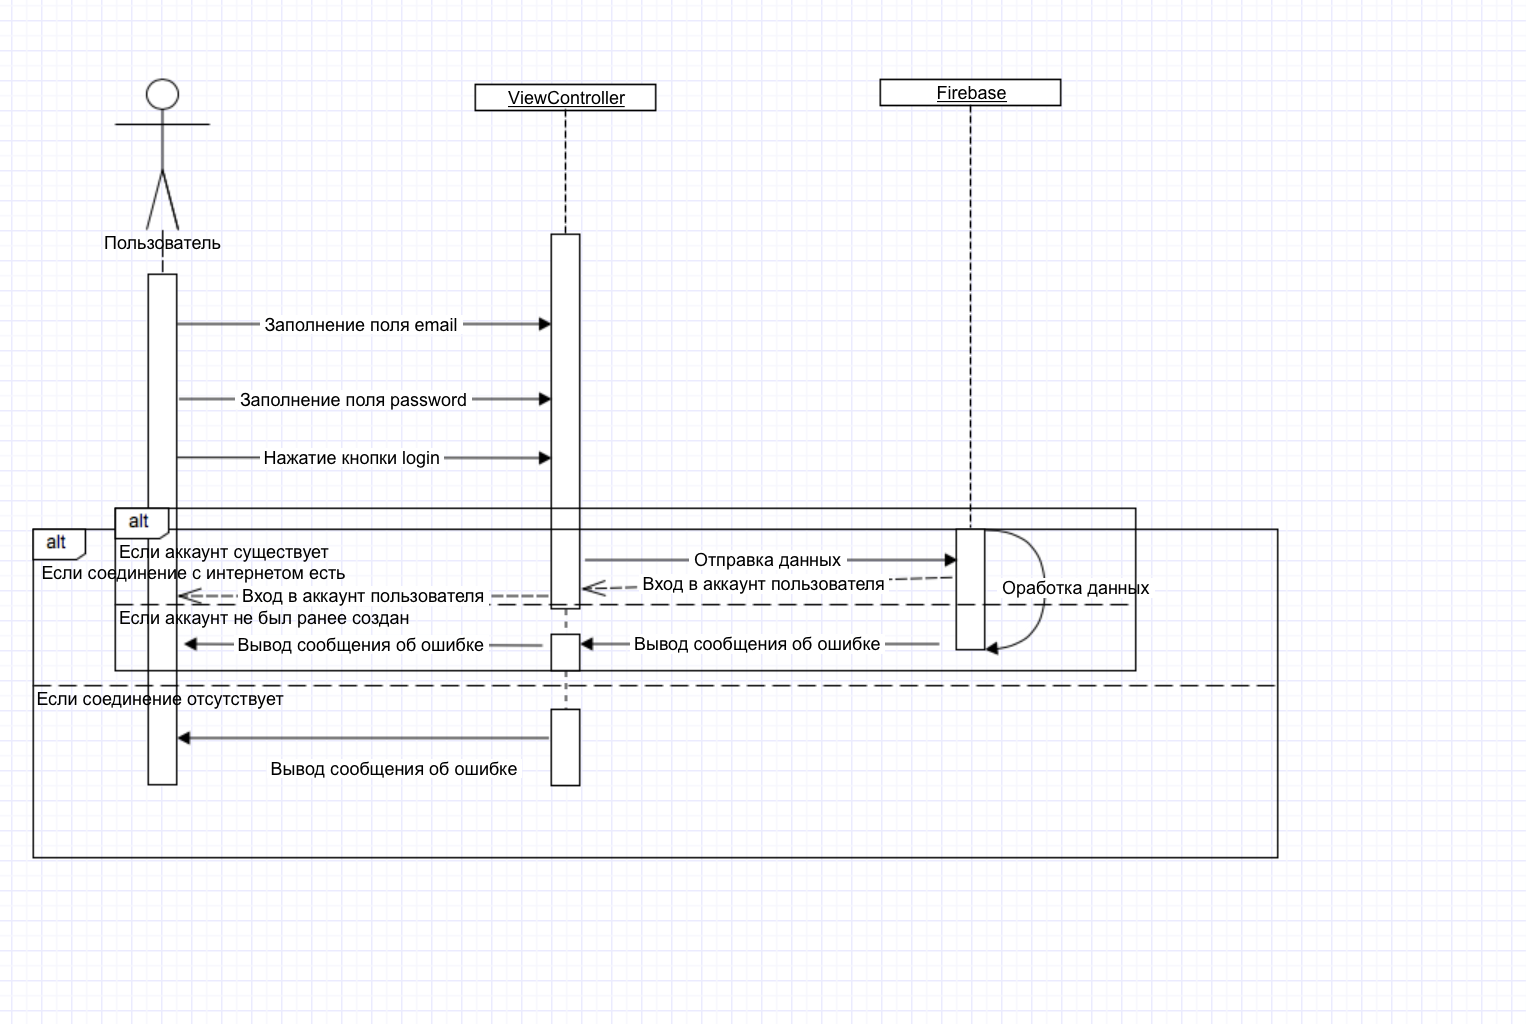 ViewController
Firebase
Пользователь
Заполнение поля email
Заполнение поля password
Нажатие кнопки login
alt
alt
Если аккаунт существует
Отправка данных
Если соединение с интернетом есть
Вход в аккаунт пользователя
Оработка данных
Вход в аккаунт пользователя
Если аккаунт не был ранее создан
Вывод сообщения об ошибке
Вывод сообщения об ошибке
Если соединение отсутствует
Вывод сообщения об ошибке